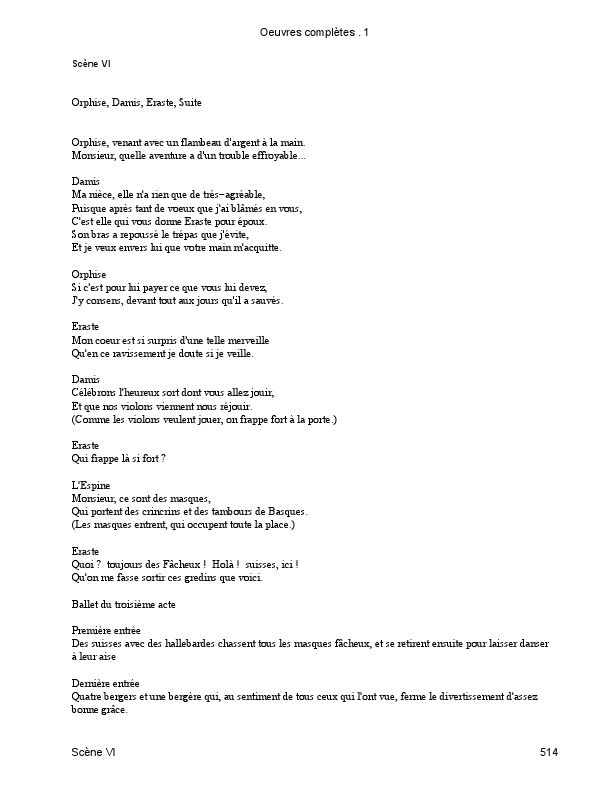 Oeuvres complètes . 1
Scène VI
Orphise, Damis, Eraste, Suite
Orphise, venant avec un flambeau d'argent à la main.
Monsieur, quelle aventure a d'un trouble effroyable...
Damis
Ma nièce, elle n'a rien que de très−agréable,
Puisque après tant de voeux que j'ai blâmés en vous,
C'est elle qui vous donne Eraste pour époux.
Son bras a repoussé le trépas que j'évite,
Et je veux envers lui que votre main m'acquitte.
Orphise
Si c'est pour lui payer ce que vous lui devez,
J'y consens, devant tout aux jours qu'il a sauvés.
Eraste
Mon coeur est si surpris d'une telle merveille
Qu'en ce ravissement je doute si je veille.
Damis
Célébrons l'heureux sort dont vous allez jouir,
Et que nos violons viennent nous réjouir.
(Comme les violons veulent jouer, on frappe fort à la porte.)
Eraste
Qui frappe là si fort ?
L'Espine
Monsieur, ce sont des masques,
Qui portent des crincrins et des tambours de Basques.
(Les masques entrent, qui occupent toute la place.)
Eraste
Quoi ? toujours des Fâcheux ! Holà ! suisses, ici !
Qu'on me fasse sortir ces gredins que voici.
Ballet du troisième acte
Première entrée
Des suisses avec des hallebardes chassent tous les masques fâcheux, et se retirent ensuite pour laisser danser
à leur aise
Dernière entrée
Quatre bergers et une bergère qui, au sentiment de tous ceux qui l'ont vue, ferme le divertissement d'assez
bonne grâce.
Scène VI
514